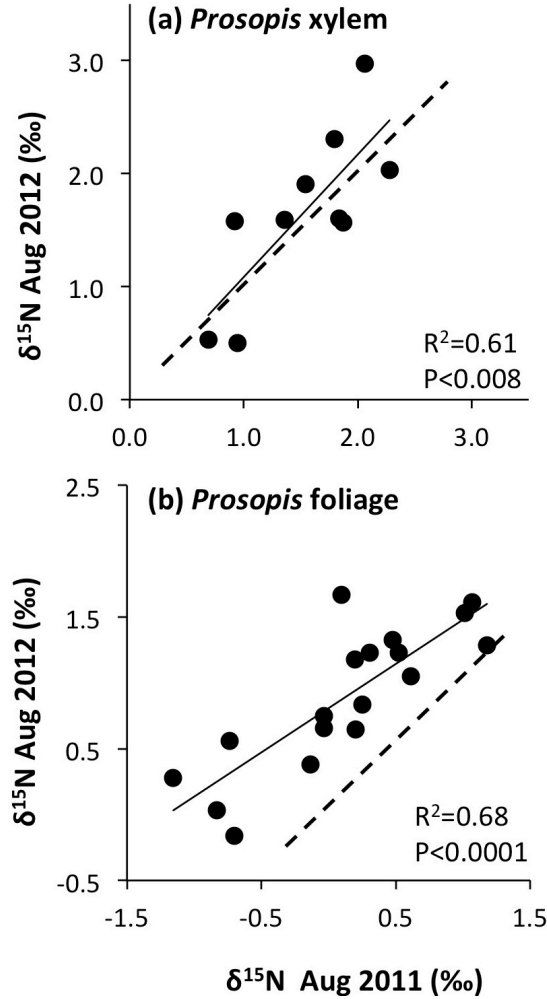 (a) Prosopis xylem
3.0
2.0
1.0
0.0
δ¹⁵N Aug 2012 (‰)
R²=0.61
P<0.008
0.0 1.0 2.0 3.0
(b) Prosopis foliage
2.5
1.5
0.5
-0.5
δ¹⁵N Aug 2012 (‰)
R²=0.68
P<0.0001
-1.5 -0.5 0.5 1.5
δ¹⁵N Aug 2011 (‰)